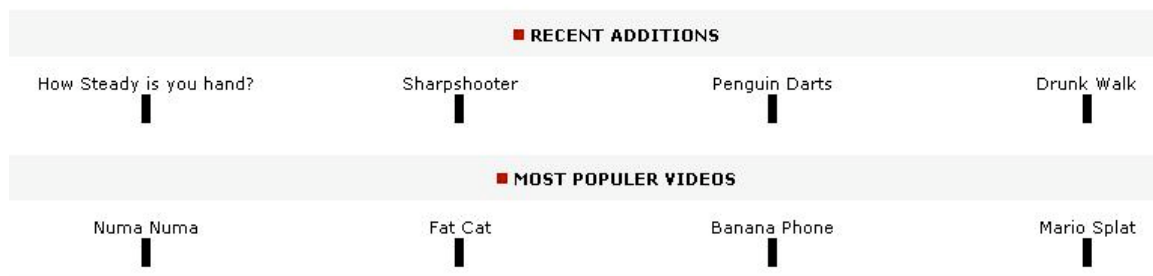 RECENT ADDITIONS
How Steady is you hand? Sharpshooter Penguin Darts Drunk Walk
MOST POPULER VIDEOS
Numa Numa Fat Cat Banana Phone Mario Splat